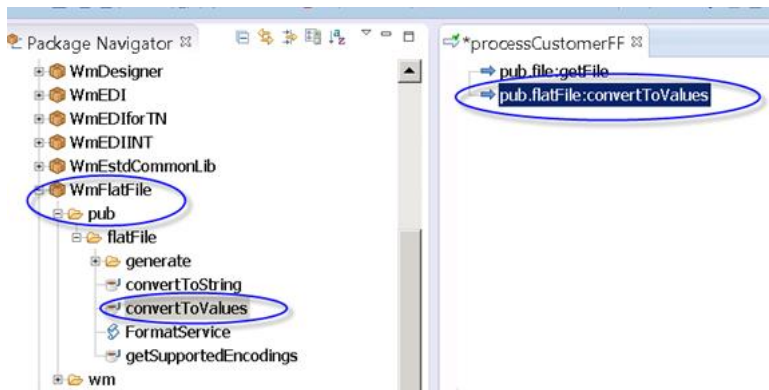 Package Navigator
WmDesigner
WmEDI
WmEDIforTN
WmEDIINT
WmEstdCommonLib
WmFlatFile
pub
flatFile
generate
convertToString
convertToValues
FormatService
getSupportedEncodings
wm
*processCustomerFF
pub.file:getFile
pub.flatFile:convertToValues